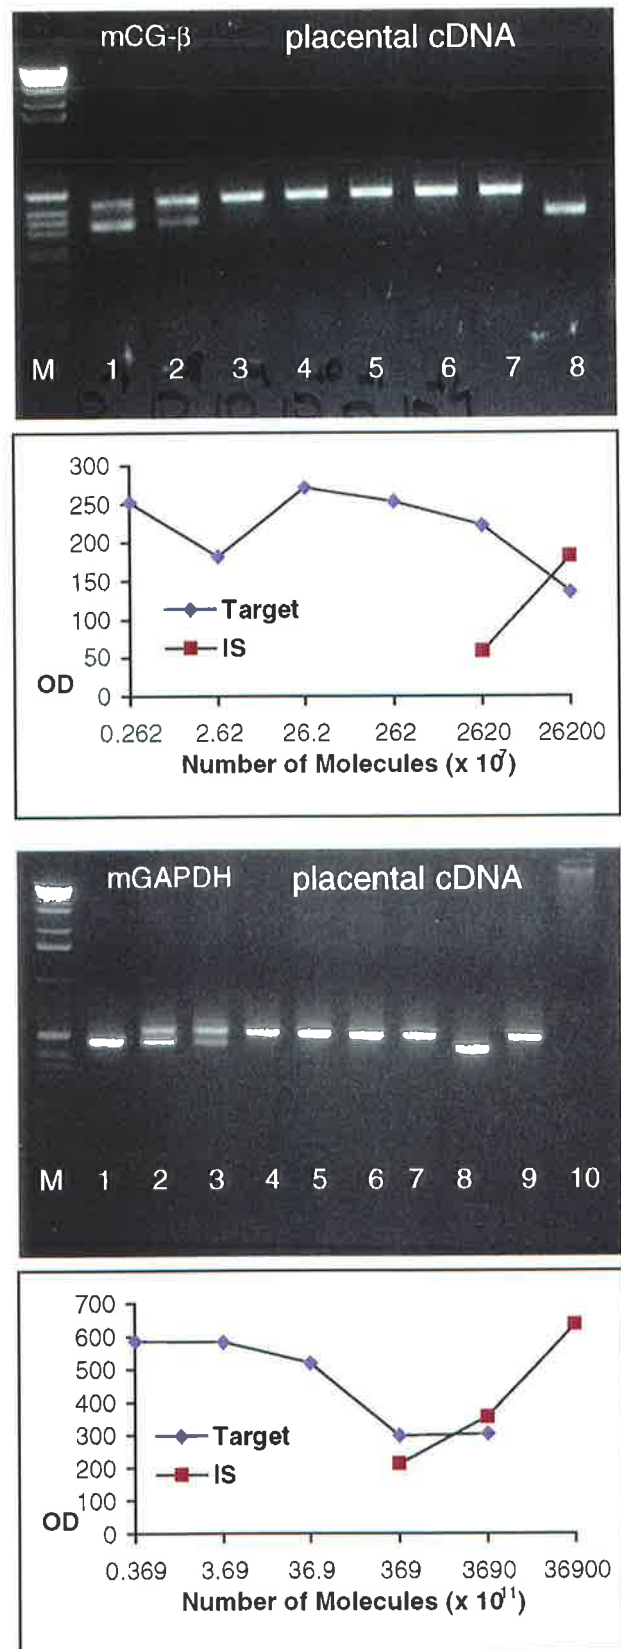 mCG-β placental cDNA
M 1 2 3 4 5 6 7 8
300
250
200
150
100
50
0
OD
Target
IS
0.262 2.62 26.2 262 2620 26200
Number of Molecules (x 10⁷)
mGAPDH placental cDNA
M 1 2 3 4 5 6 7 8 9 10
700
600
500
400
300
200
100
0
OD
Target
IS
0.369 3.69 36.9 369 3690 36900
Number of Molecules (x 10¹¹)